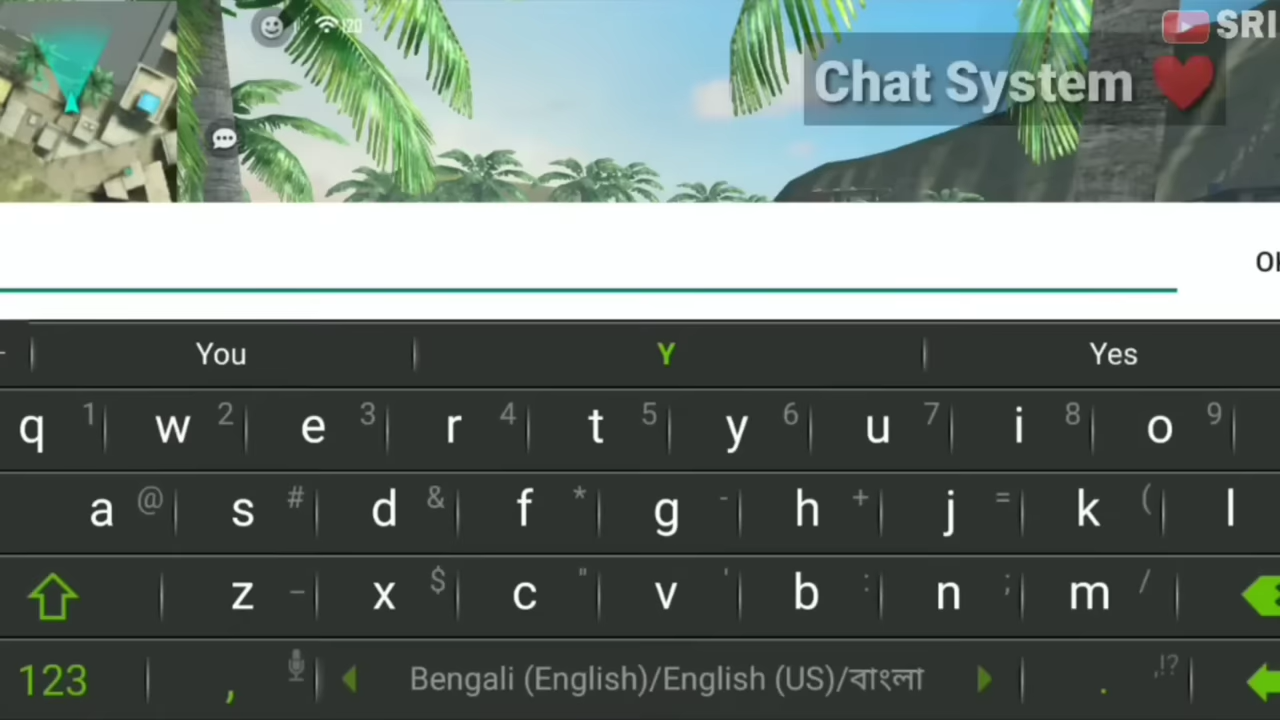 120
SRI
Chat System
You Y Yes
q 1 w 2 e 3 r 4 t 5 y 6 u 7 i 8 o 9
a @ s # d & f * g - h + j = k ( l
z _ x $ c " v ' b : n ; m /
123 , Bengali (English)/English (US)/বাংলা . ,!?